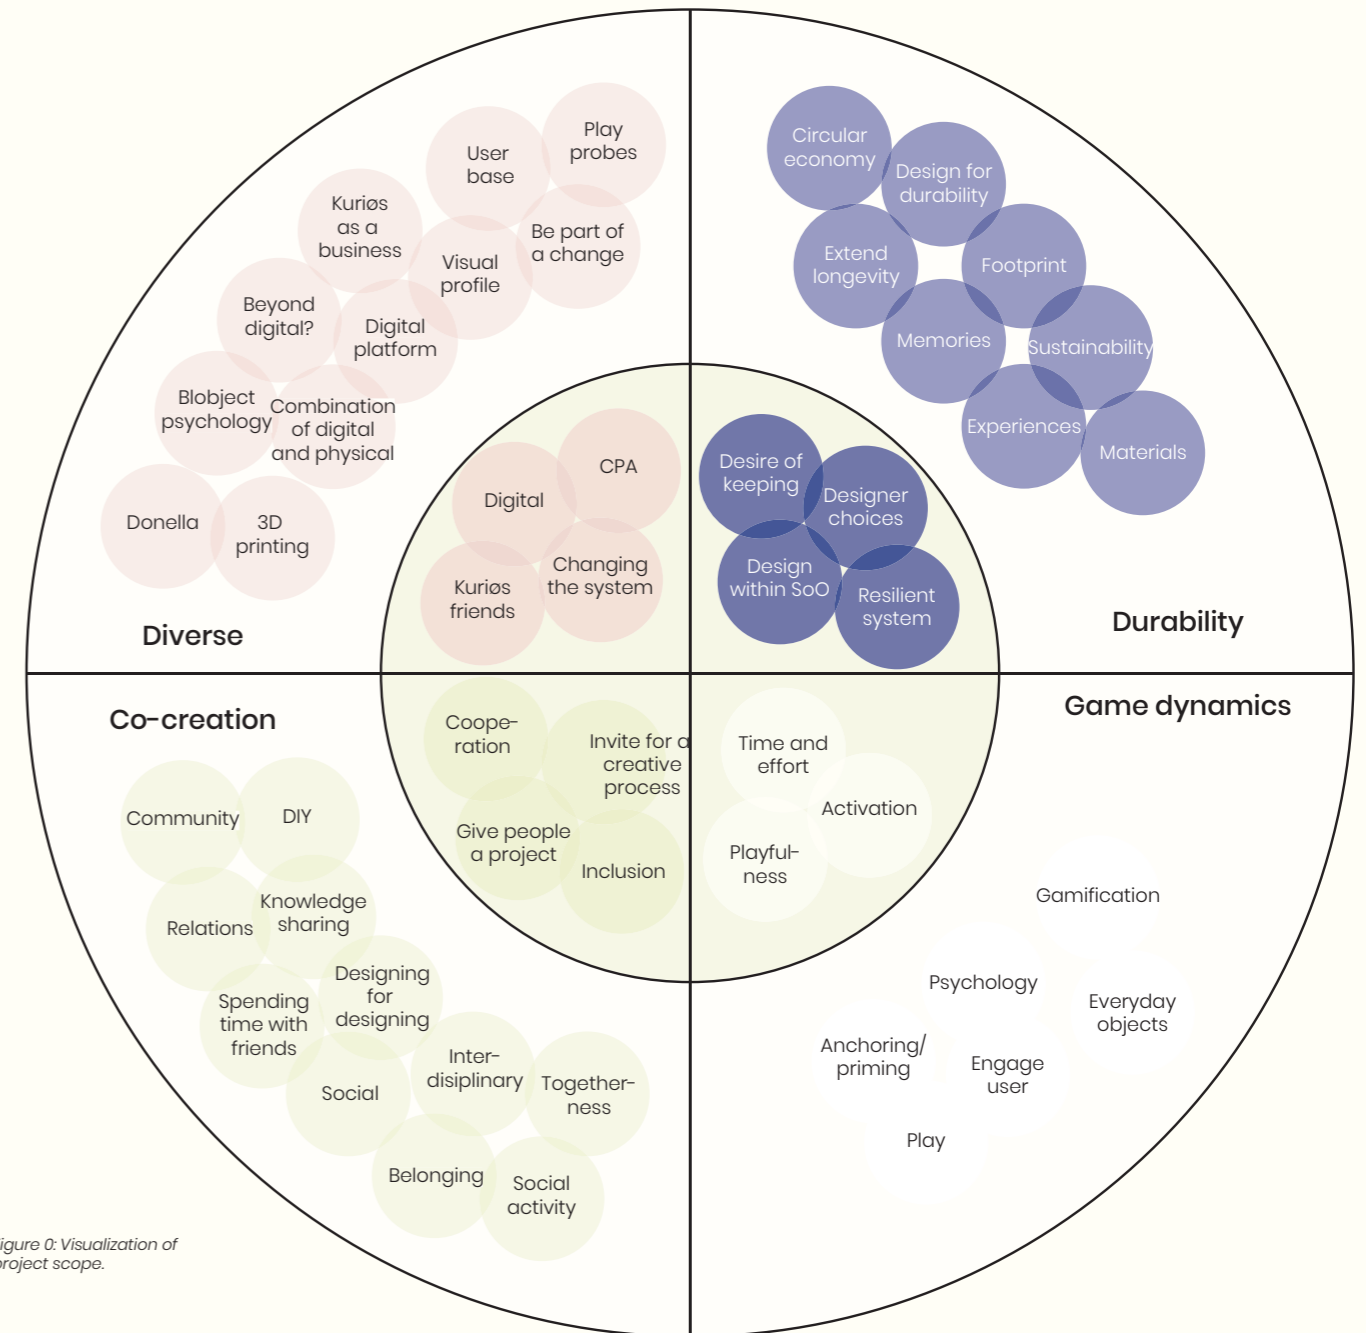 Play
probes
User
base
Kuriøs
as a
business
Be part of
a change
Visual
profile
Beyond
digital?
Digital
platform
Blobject
psychology
Combination
of digital
and physical
Donella
3D
printing
Diverse
CPA
Digital
Changing
the system
Kuriøs
friends
Circular
economy
Design for
durability
Extend
longevity
Footprint
Memories
Sustainability
Experiences
Materials
Desire of
keeping
Designer
choices
Design
within SoO
Resilient
system
Durability
Co-creation
Coope-
ration
Invite for a
creative
process
Give people
a project
Inclusion
Community
DIY
Knowledge
sharing
Relations
Designing
for
designing
Spending
time with
friends
Social
Inter-
disiplinary
Together-
ness
Belonging
Social
activity
Game dynamics
Time and
effort
Activation
Playful-
ness
Gamification
Psychology
Everyday
objects
Anchoring/
priming
Engage
user
Play
igure 0: Visualization of
project scope.